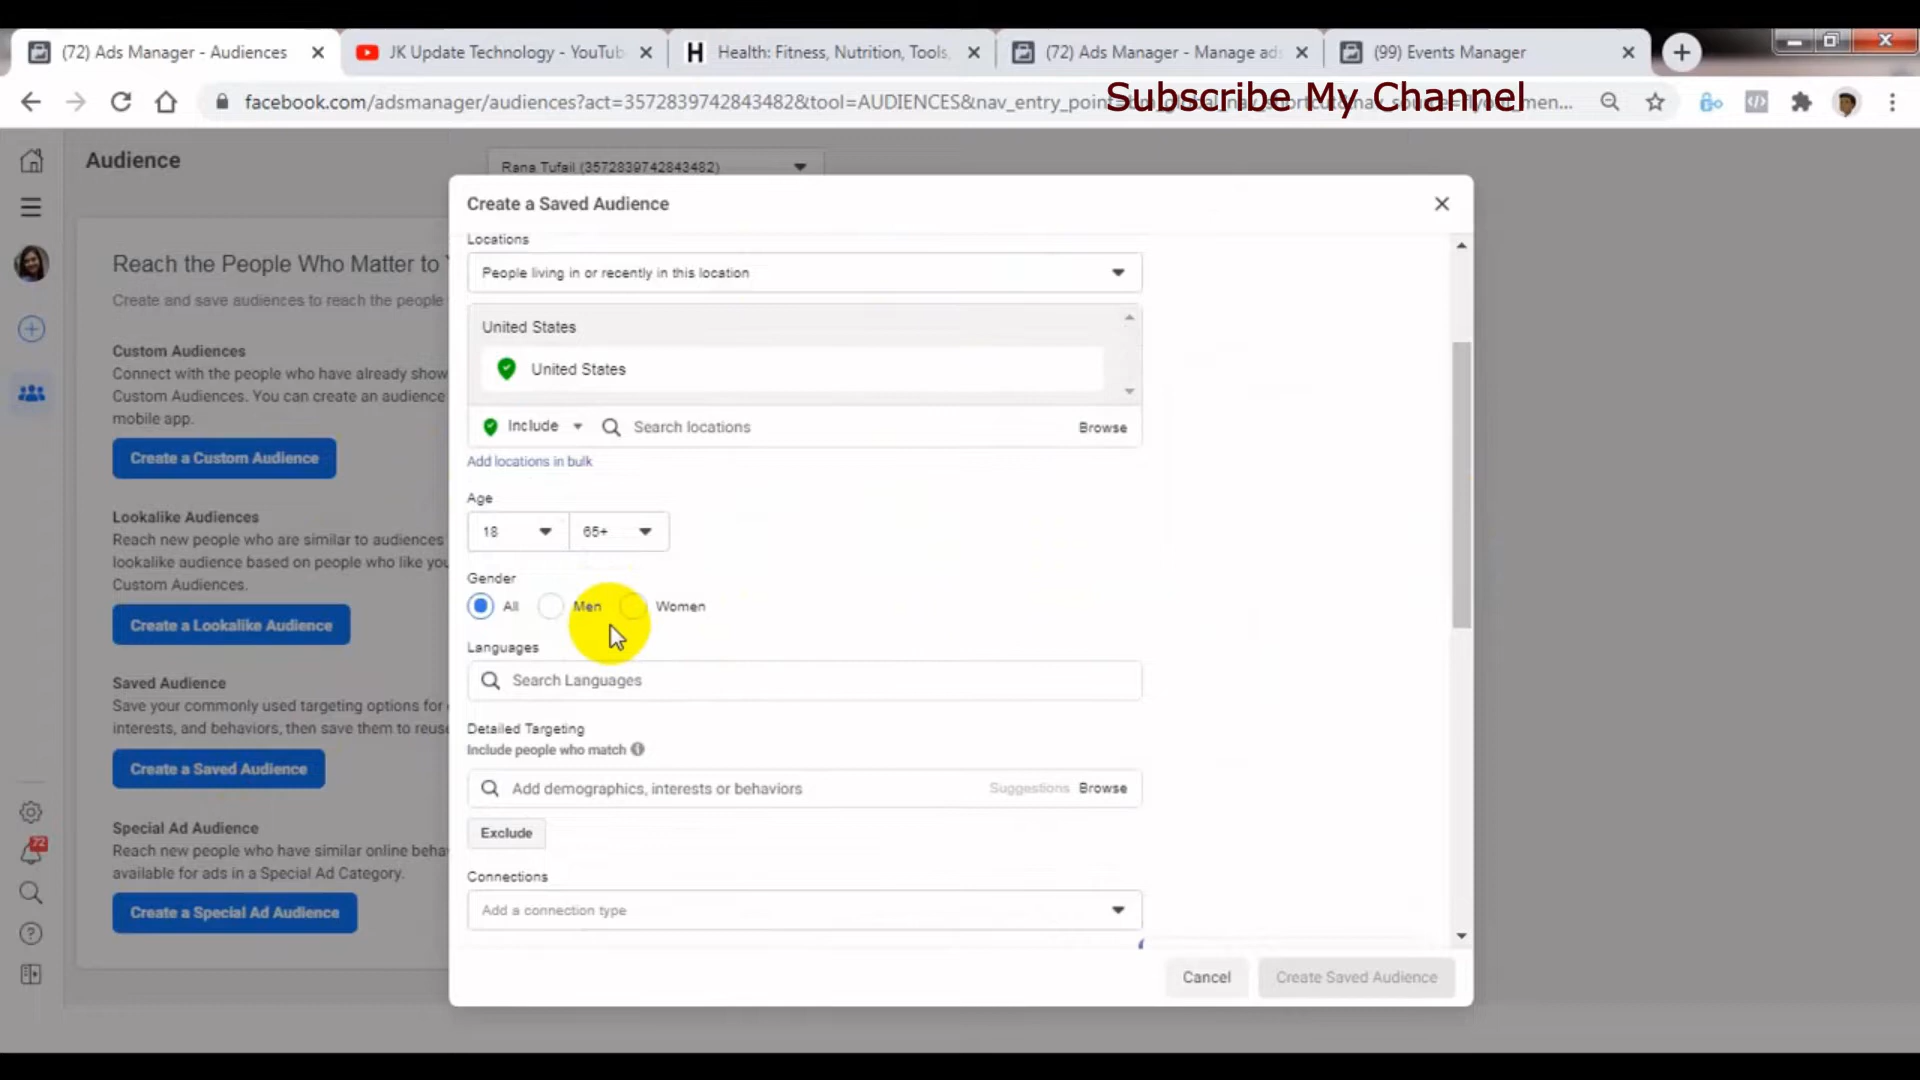 (72) Ads Manager - Audiences
JK Update Technology - YouTub
Health: Fitness, Nutrition, Tools,
(72) Ads Manager - Manage ads
(99) Events Manager
Subscribe My Channel
facebook.com/adsmanager/audiences?act=3572839742843482&tool=AUDIENCES&nav_entry_point=
Audience
Rana Tufail (3572839742843482)
Reach the People Who Matter to
Create and save audiences to reach the people
Custom Audiences
Connect with the people who have already show
Custom Audiences. You can create an audience
mobile app.
Create a Custom Audience
Lookalike Audiences
Reach new people who are similar to audiences
lookalike audience based on people who like you
Custom Audiences.
Create a Lookalike Audience
Saved Audience
Save your commonly used targeting options for
interests, and behaviors, then save them to reuse
Create a Saved Audience
Special Ad Audience
Reach new people who have similar online beha
available for ads in a Special Ad Category.
Create a Special Ad Audience
72
Create a Saved Audience
Locations
People living in or recently in this location
United States
United States
Include
Search locations
Browse
Add locations in bulk
Age
18
65+
Gender
All
Men
Women
Languages
Search Languages
Detailed Targeting
Include people who match
Add demographics, interests or behaviors
Suggestions
Browse
Exclude
Connections
Add a connection type
Cancel
Create Saved Audience